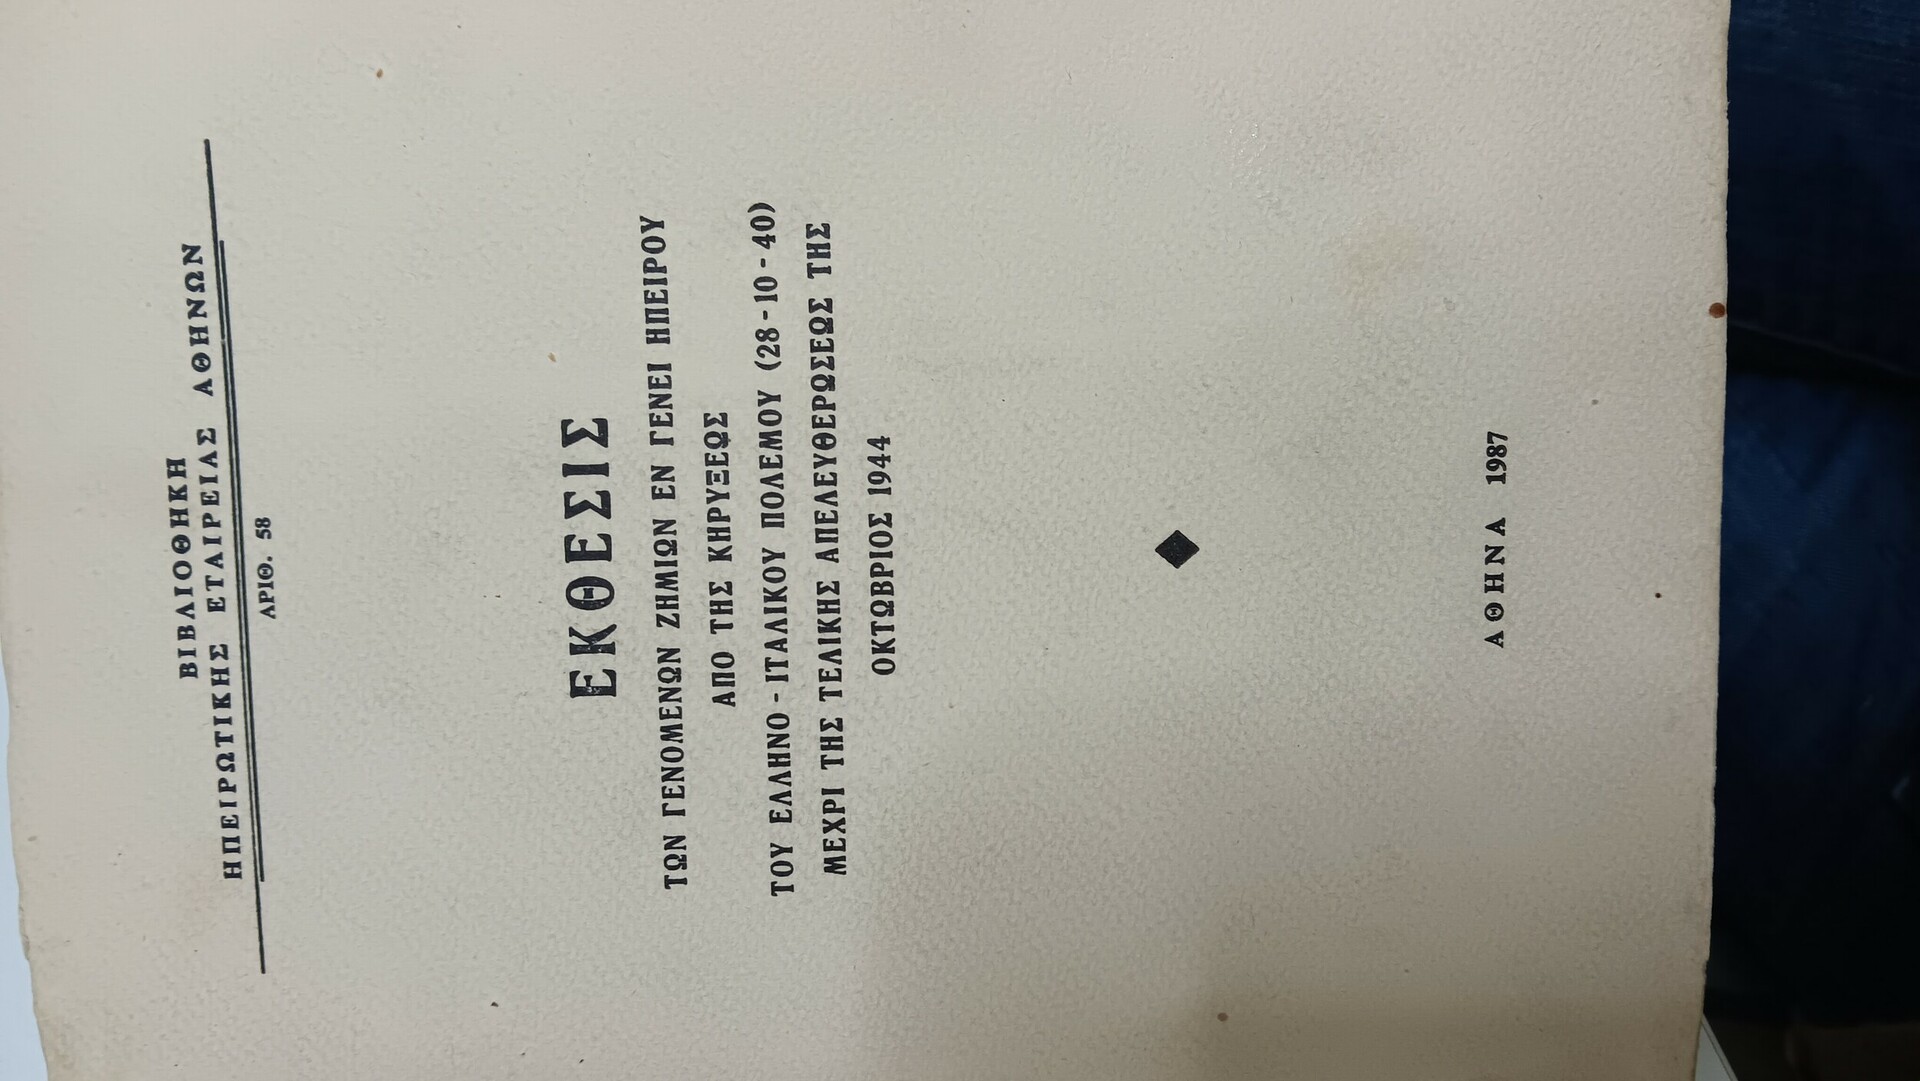 ΒΙΒΛΙΟΘΗΚΗ
ΗΠΕΙΡΩΤΙΚΗΣ ΕΤΑΙΡΕΙΑΣ ΑΘΗΝΩΝ
ΑΡΙΘ. 58
ΕΚΘΕΣΙΣ
ΤΩΝ ΓΕΝΟΜΕΝΩΝ ΖΗΜΙΩΝ ΕΝ ΓΕΝΕΙ ΗΠΕΙΡΟΥ
ΑΠΟ ΤΗΣ ΚΗΡΥΞΕΩΣ
ΤΟΥ ΕΛΛΗΝΟ - ΙΤΑΛΙΚΟΥ ΠΟΛΕΜΟΥ (28 - 10 - 40)
ΜΕΧΡΙ ΤΗΣ ΤΕΛΙΚΗΣ ΑΠΕΛΕΥΘΕΡΩΣΕΩΣ ΤΗΣ
ΟΚΤΩΒΡΙΟΣ 1944
ΑΘΗΝΑ 1987